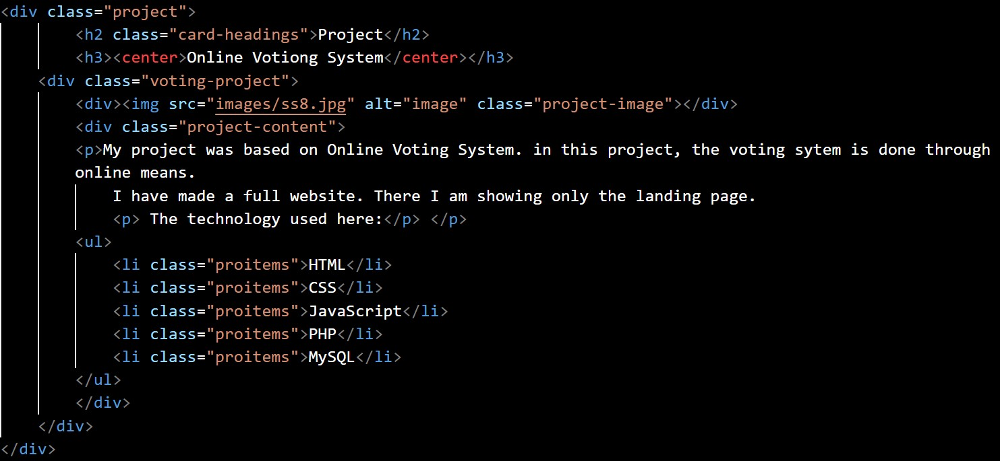 <div class="project">
<h2 class="card-headings">Project</h2>
<h3><center>Online Votiong System</center></h3>
<div class="voting-project">
<div><img src="images/ss8.jpg" alt="image" class="project-image"></div>
<div class="project-content">
<p>My project was based on Online Voting System. in this project, the voting sytem is done through
online means.
I have made a full website. There I am showing only the landing page.
<p> The technology used here:</p> </p>
<ul>
<li class="proitems">HTML</li>
<li class="proitems">CSS</li>
<li class="proitems">JavaScript</li>
<li class="proitems">PHP</li>
<li class="proitems">MySQL</li>
</ul>
</div>
</div>
</div>